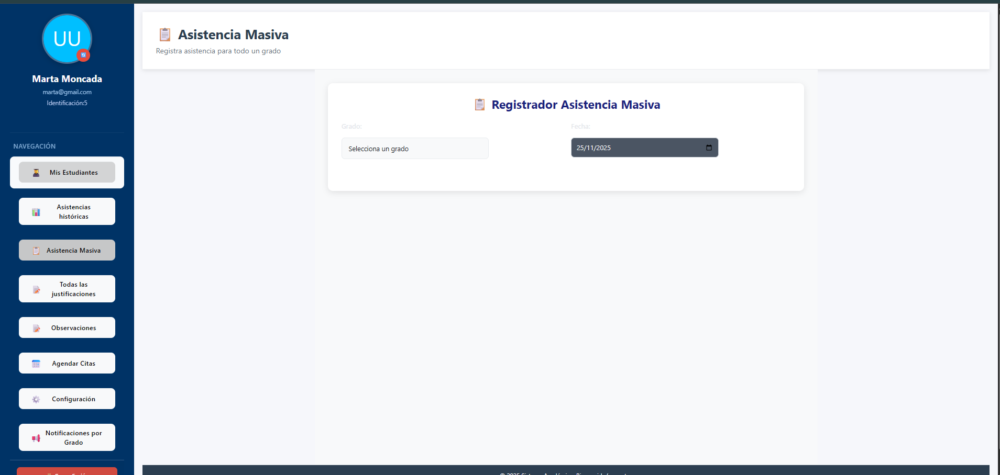 UU
Marta Moncada
marta@gmail.com
Identificación:5
NAVEGACIÓN
Mis Estudiantes
Asistencias
históricas
Asistencia Masiva
Todas las
justificaciones
Observaciones
Agendar Citas
Configuración
Notificaciones por
Grado
Asistencia Masiva
Registra asistencia para todo un grado
Registrador Asistencia Masiva
Grado:
Fecha:
Selecciona un grado
25/11/2025
© 2025